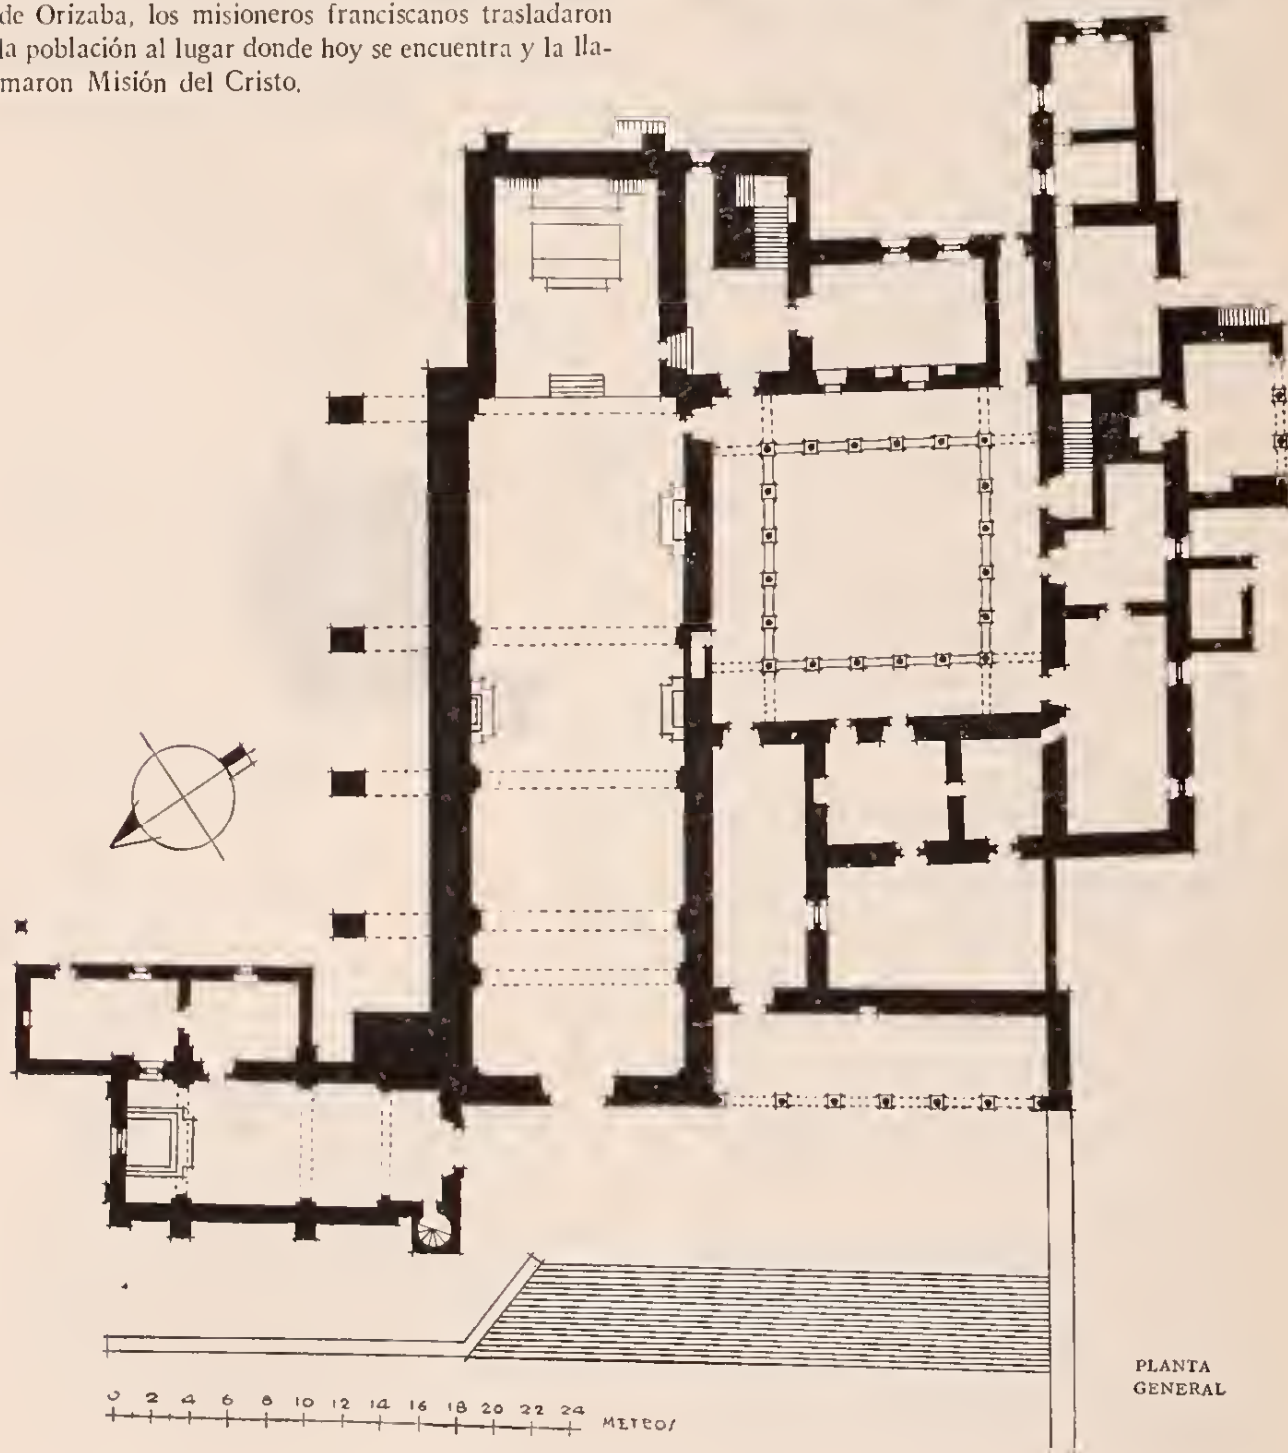 de Orizaba, los misioneros franciscanos trasladaron
la población al lugar donde hoy se encuentra y la lla-
maron Misión del Cristo.
PLANTA
GENERAL
0 2 4 6 8 10 12 14 16 18 20 22 24 METROS